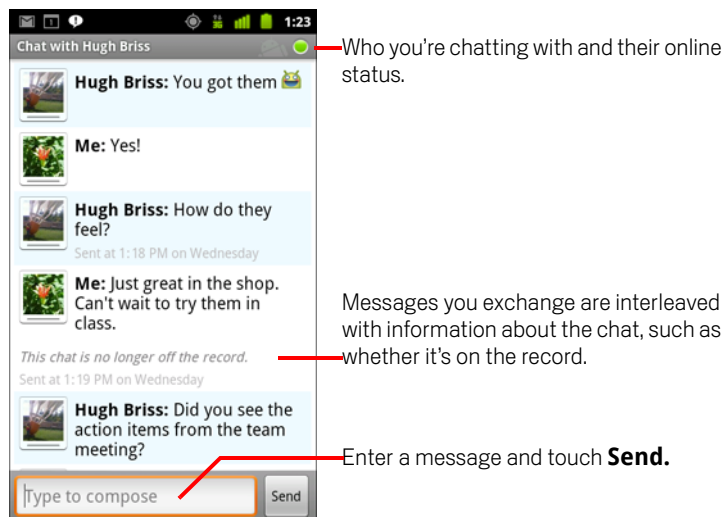 1:23
Chat with Hugh Briss
Who you're chatting with and their online
status.
Hugh Briss: You got them
Me: Yes!
Hugh Briss: How do they
feel?
Sent at 1:18 PM on Wednesday
Me: Just great in the shop.
Can't wait to try them in
class.
Messages you exchange are interleaved
with information about the chat, such as
whether it's on the record.
This chat is no longer off the record.
Sent at 1:19 PM on Wednesday
Hugh Briss: Did you see the
action items from the team
meeting?
Enter a message and touch Send.
Type to compose
Send